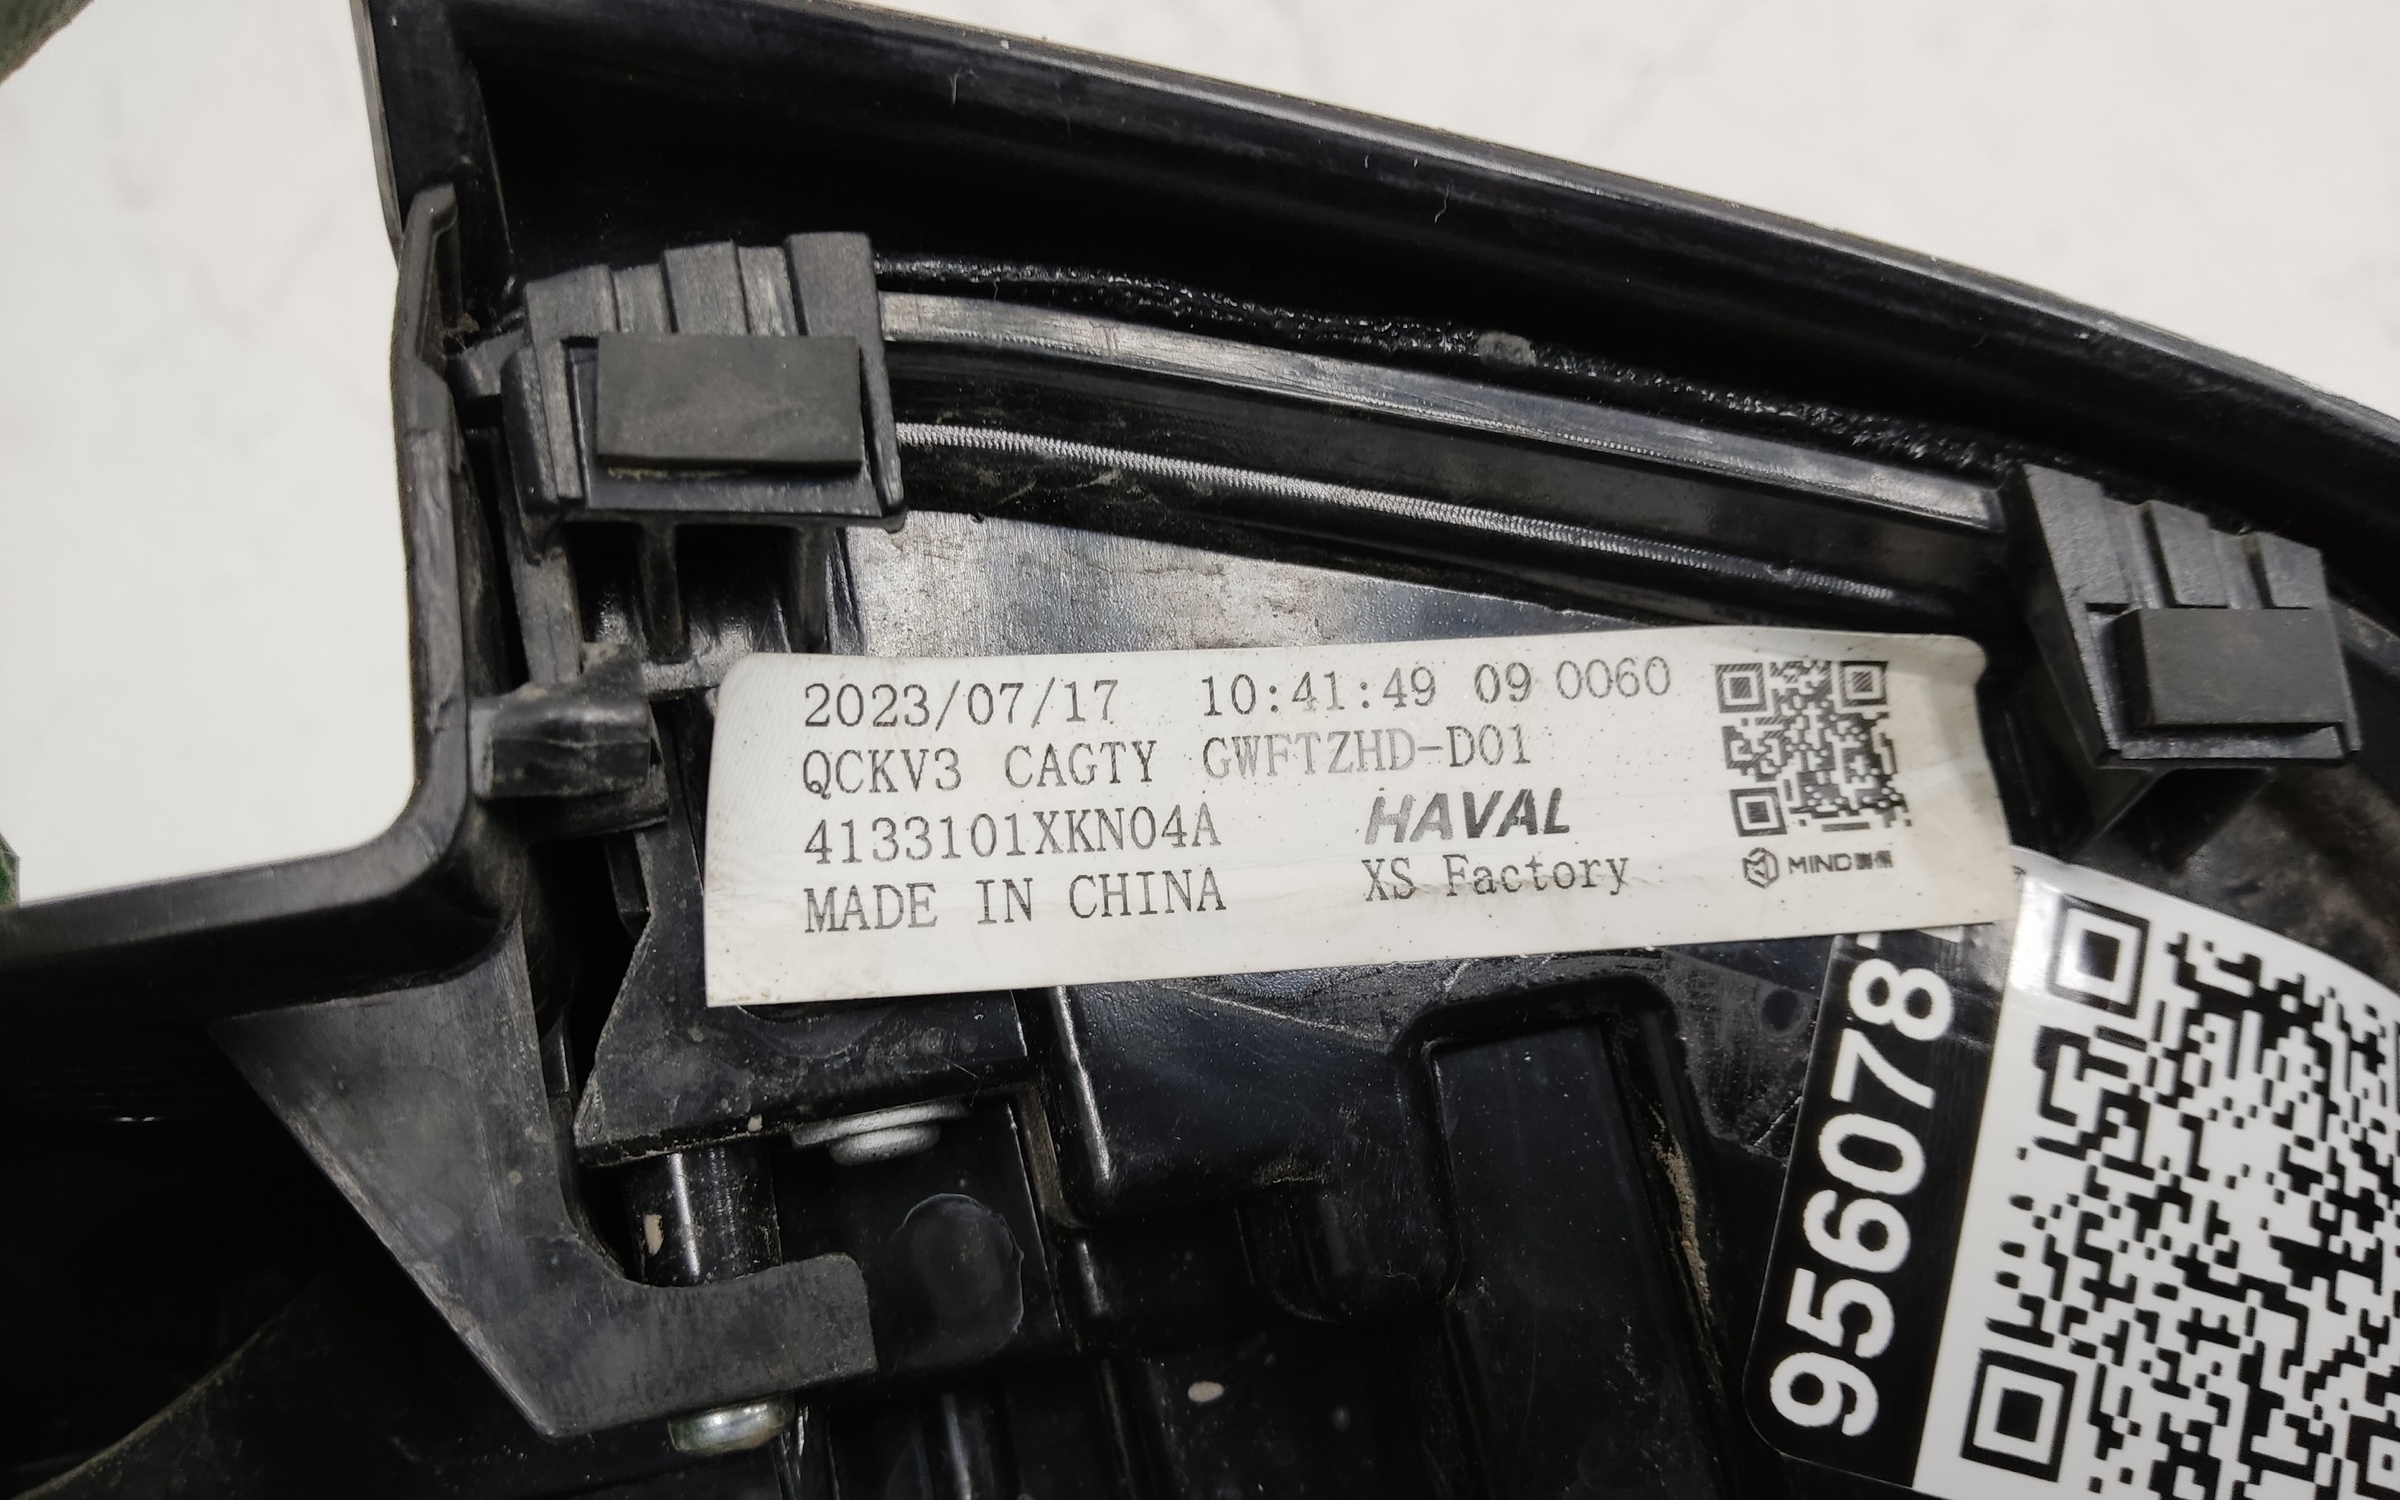 2023/07/17 10:41:49 09 0060
QCKV3 CAGTY GWFTZHD-D01
4133101XKN04A HAVAL
MADE IN CHINA XS Factory
MIND
956078